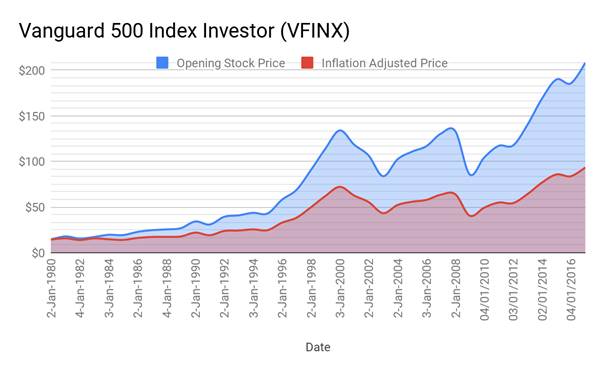 Vanguard 500 Index Investor (VFINX)
Opening Stock Price Inflation Adjusted Price
$200
$150
$100
$50
$0
2-Jan-1980
4-Jan-1982
3-Jan-1984
2-Jan-1986
4-Jan-1988
2-Jan-1990
2-Jan-1992
3-Jan-1994
2-Jan-1996
2-Jan-1998
3-Jan-2000
2-Jan-2002
2-Jan-2004
3-Jan-2006
2-Jan-2008
04/01/2010
03/01/2012
02/01/2014
04/01/2016
Date